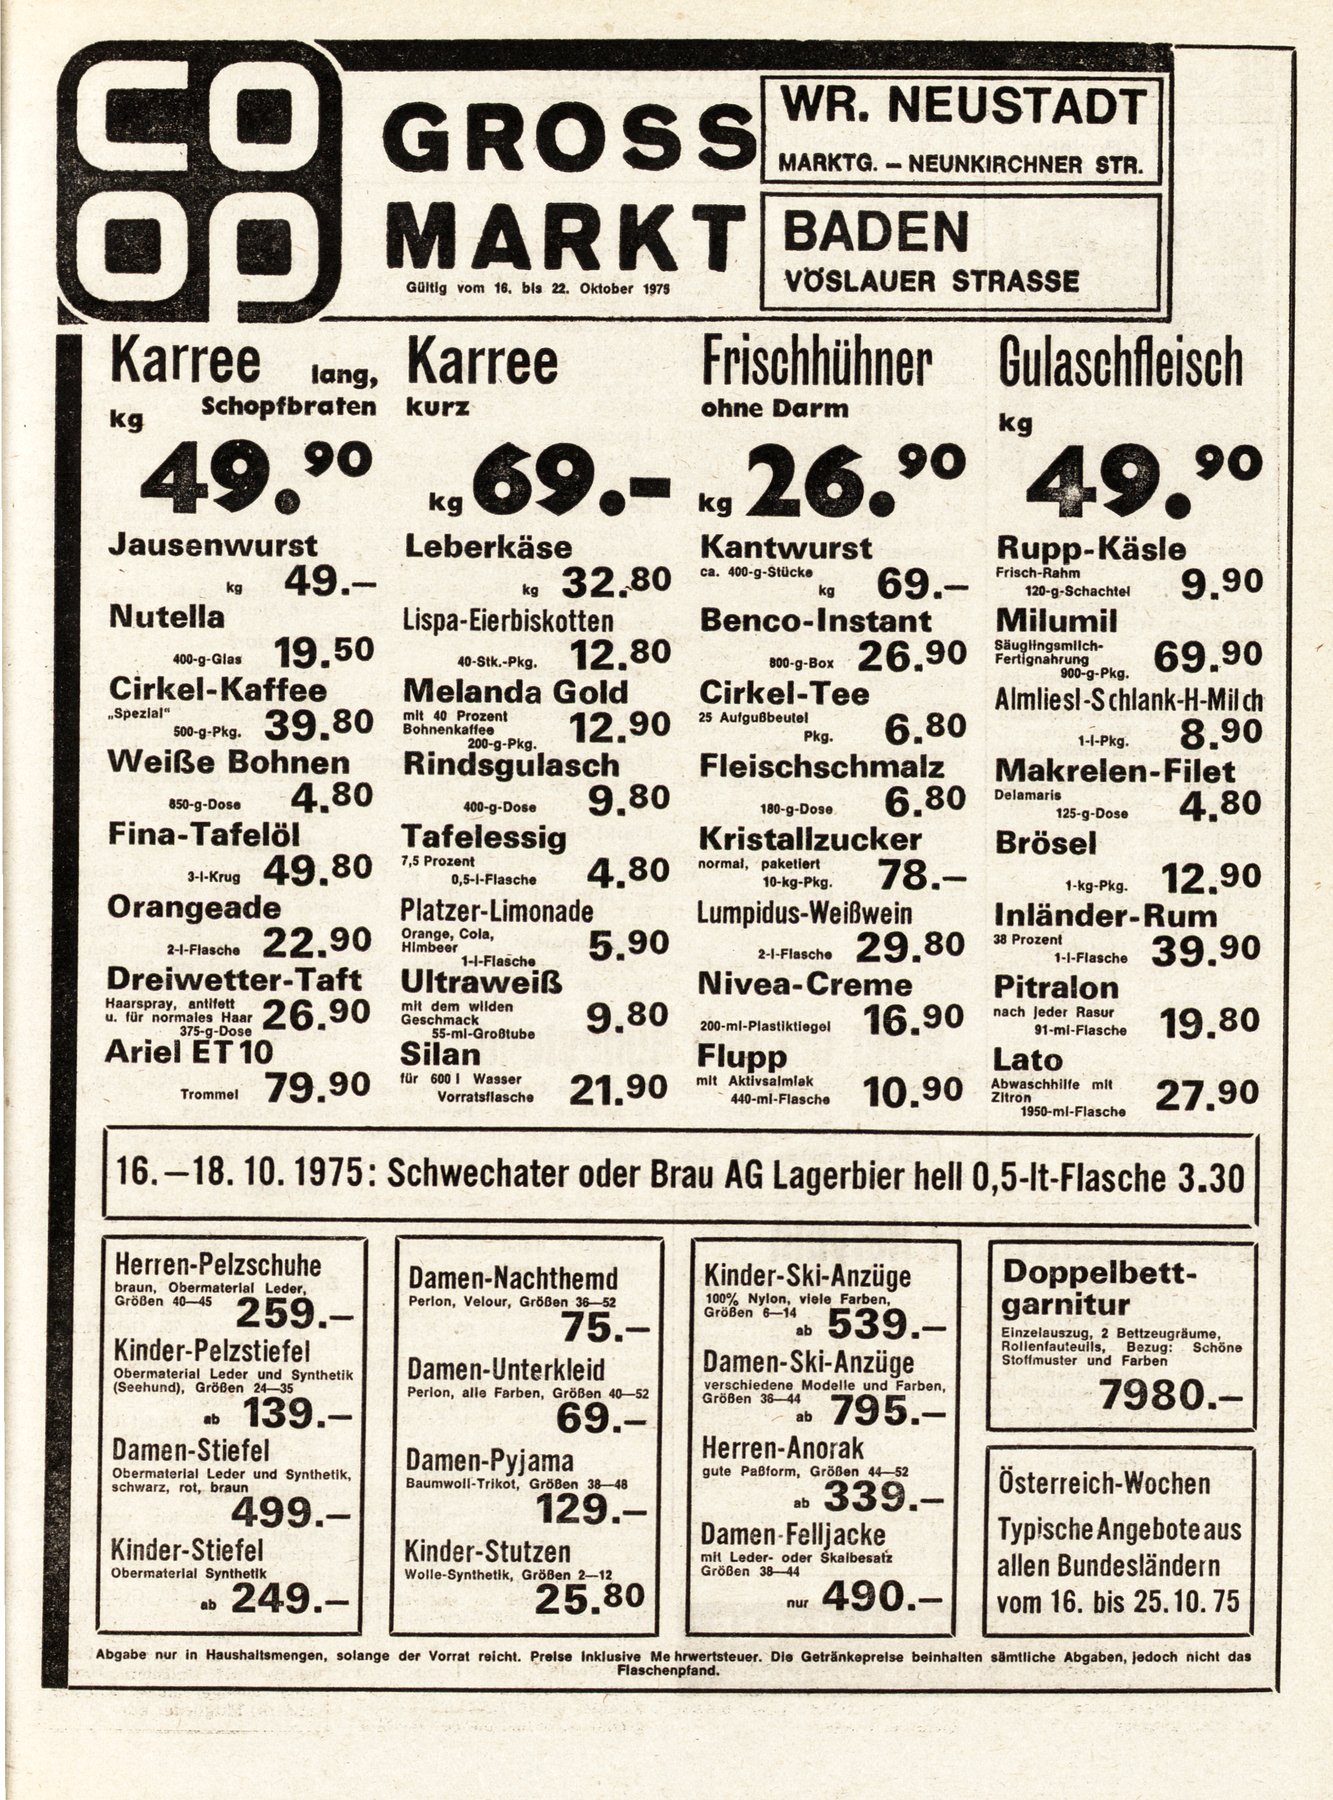 CO
OP
GROSS
MARKT
Gültig vom 16. bis 22. Oktober 1975
WR. NEUSTADT
MARKTG. – NEUNKIRCHNER STR.
BADEN
VÖSLAUER STRASSE
Karree lang,
Schopfbraten
kg
49.90
Karree
kurz
kg 69.–
Frischhühner
ohne Darm
kg 26.90
Gulaschfleisch
kg
49.90
Jausenwurst
kg 49.–
Leberkäse
kg 32.80
Kantwurst
ca. 400-g-Stücke
kg 69.–
Rupp-Käsle
Frisch-Rahm
120-g-Schachtel 9.90
Nutella
400-g-Glas 19.50
Lispa-Eierbiskotten
40-Stk.-Pkg. 12.80
Benco-Instant
800-g-Box 26.90
Milumil
Säuglingsmilch-
Fertignahrung
900-g-Pkg. 69.90
Cirkel-Kaffee
„Spezial“
500-g-Pkg. 39.80
Melanda Gold
mit 40 Prozent
Bohnenkaffee
200-g-Pkg. 12.90
Cirkel-Tee
25 Aufgußbeutel
Pkg. 6.80
Almliesl-Schlank-H-Milch
1-l-Pkg. 8.90
Weiße Bohnen
850-g-Dose 4.80
Rindsgulasch
400-g-Dose 9.80
Fleischschmalz
180-g-Dose 6.80
Makrelen-Filet
Delamaris
125-g-Dose 4.80
Fina-Tafelöl
3-l-Krug 49.80
Tafelessig
7,5 Prozent
0,5-l-Flasche 4.80
Kristallzucker
normal, paketiert
10-kg-Pkg. 78.–
Brösel
1-kg-Pkg. 12.90
Orangeade
2-l-Flasche 22.90
Platzer-Limonade
Orange, Cola,
Himbeer
1-l-Flasche 5.90
Lumpidus-Weißwein
2-l-Flasche 29.80
Inländer-Rum
38 Prozent
1-l-Flasche 39.90
Dreiwetter-Taft
Haarspray, antifett
u. für normales Haar
375-g-Dose 26.90
Ultraweiß
mit dem wilden
Geschmack
55-ml-Großtube 9.80
Nivea-Creme
200-ml-Plastiktiegel 16.90
Pitralon
nach jeder Rasur
91-ml-Flasche 19.80
Ariel ET 10
Trommel 79.90
Silan
für 600 l Wasser
Vorratsflasche 21.90
Flupp
mit Aktivsalmiak
440-ml-Flasche 10.90
Lato
Abwaschhilfe mit
Zitron
1950-ml-Flasche 27.90
16.–18. 10. 1975: Schwechater oder Brau AG Lagerbier hell 0,5-lt-Flasche 3.30
Herren-Pelzschuhe
braun, Obermaterial Leder,
Größen 40—45 259.–
Kinder-Pelzstiefel
Obermaterial Leder und Synthetik
(Seehund), Größen 24—35
ab 139.–
Damen-Stiefel
Obermaterial Leder und Synthetik,
schwarz, rot, braun
499.–
Kinder-Stiefel
Obermaterial Synthetik
ab 249.–
Damen-Nachthemd
Perlon, Velour, Größen 36—52
75.–
Damen-Unterkleid
Perlon, alle Farben, Größen 40—52
69.–
Damen-Pyjama
Baumwoll-Trikot, Größen 38—48
129.–
Kinder-Stutzen
Wolle-Synthetik, Größen 2—12
25.80
Kinder-Ski-Anzüge
100% Nylon, viele Farben,
Größen 6—14
ab 539.–
Damen-Ski-Anzüge
verschiedene Modelle und Farben,
Größen 36—44
ab 795.–
Herren-Anorak
gute Paßform, Größen 44—52
ab 339.–
Damen-Felljacke
mit Leder- oder Skaibesatz
Größen 38—44
nur 490.–
Doppelbett-
garnitur
Einzelauszug, 2 Bettzeugräume,
Rollenfauteuils, Bezug: Schöne
Stoffmuster und Farben
7980.–
Österreich-Wochen
Typische Angebote aus
allen Bundesländern
vom 16. bis 25. 10. 75
Abgabe nur in Haushaltsmengen, solange der Vorrat reicht. Preise inklusive Mehrwertsteuer. Die Getränkepreise beinhalten sämtliche Abgaben, jedoch nicht das
Flaschenpfand.